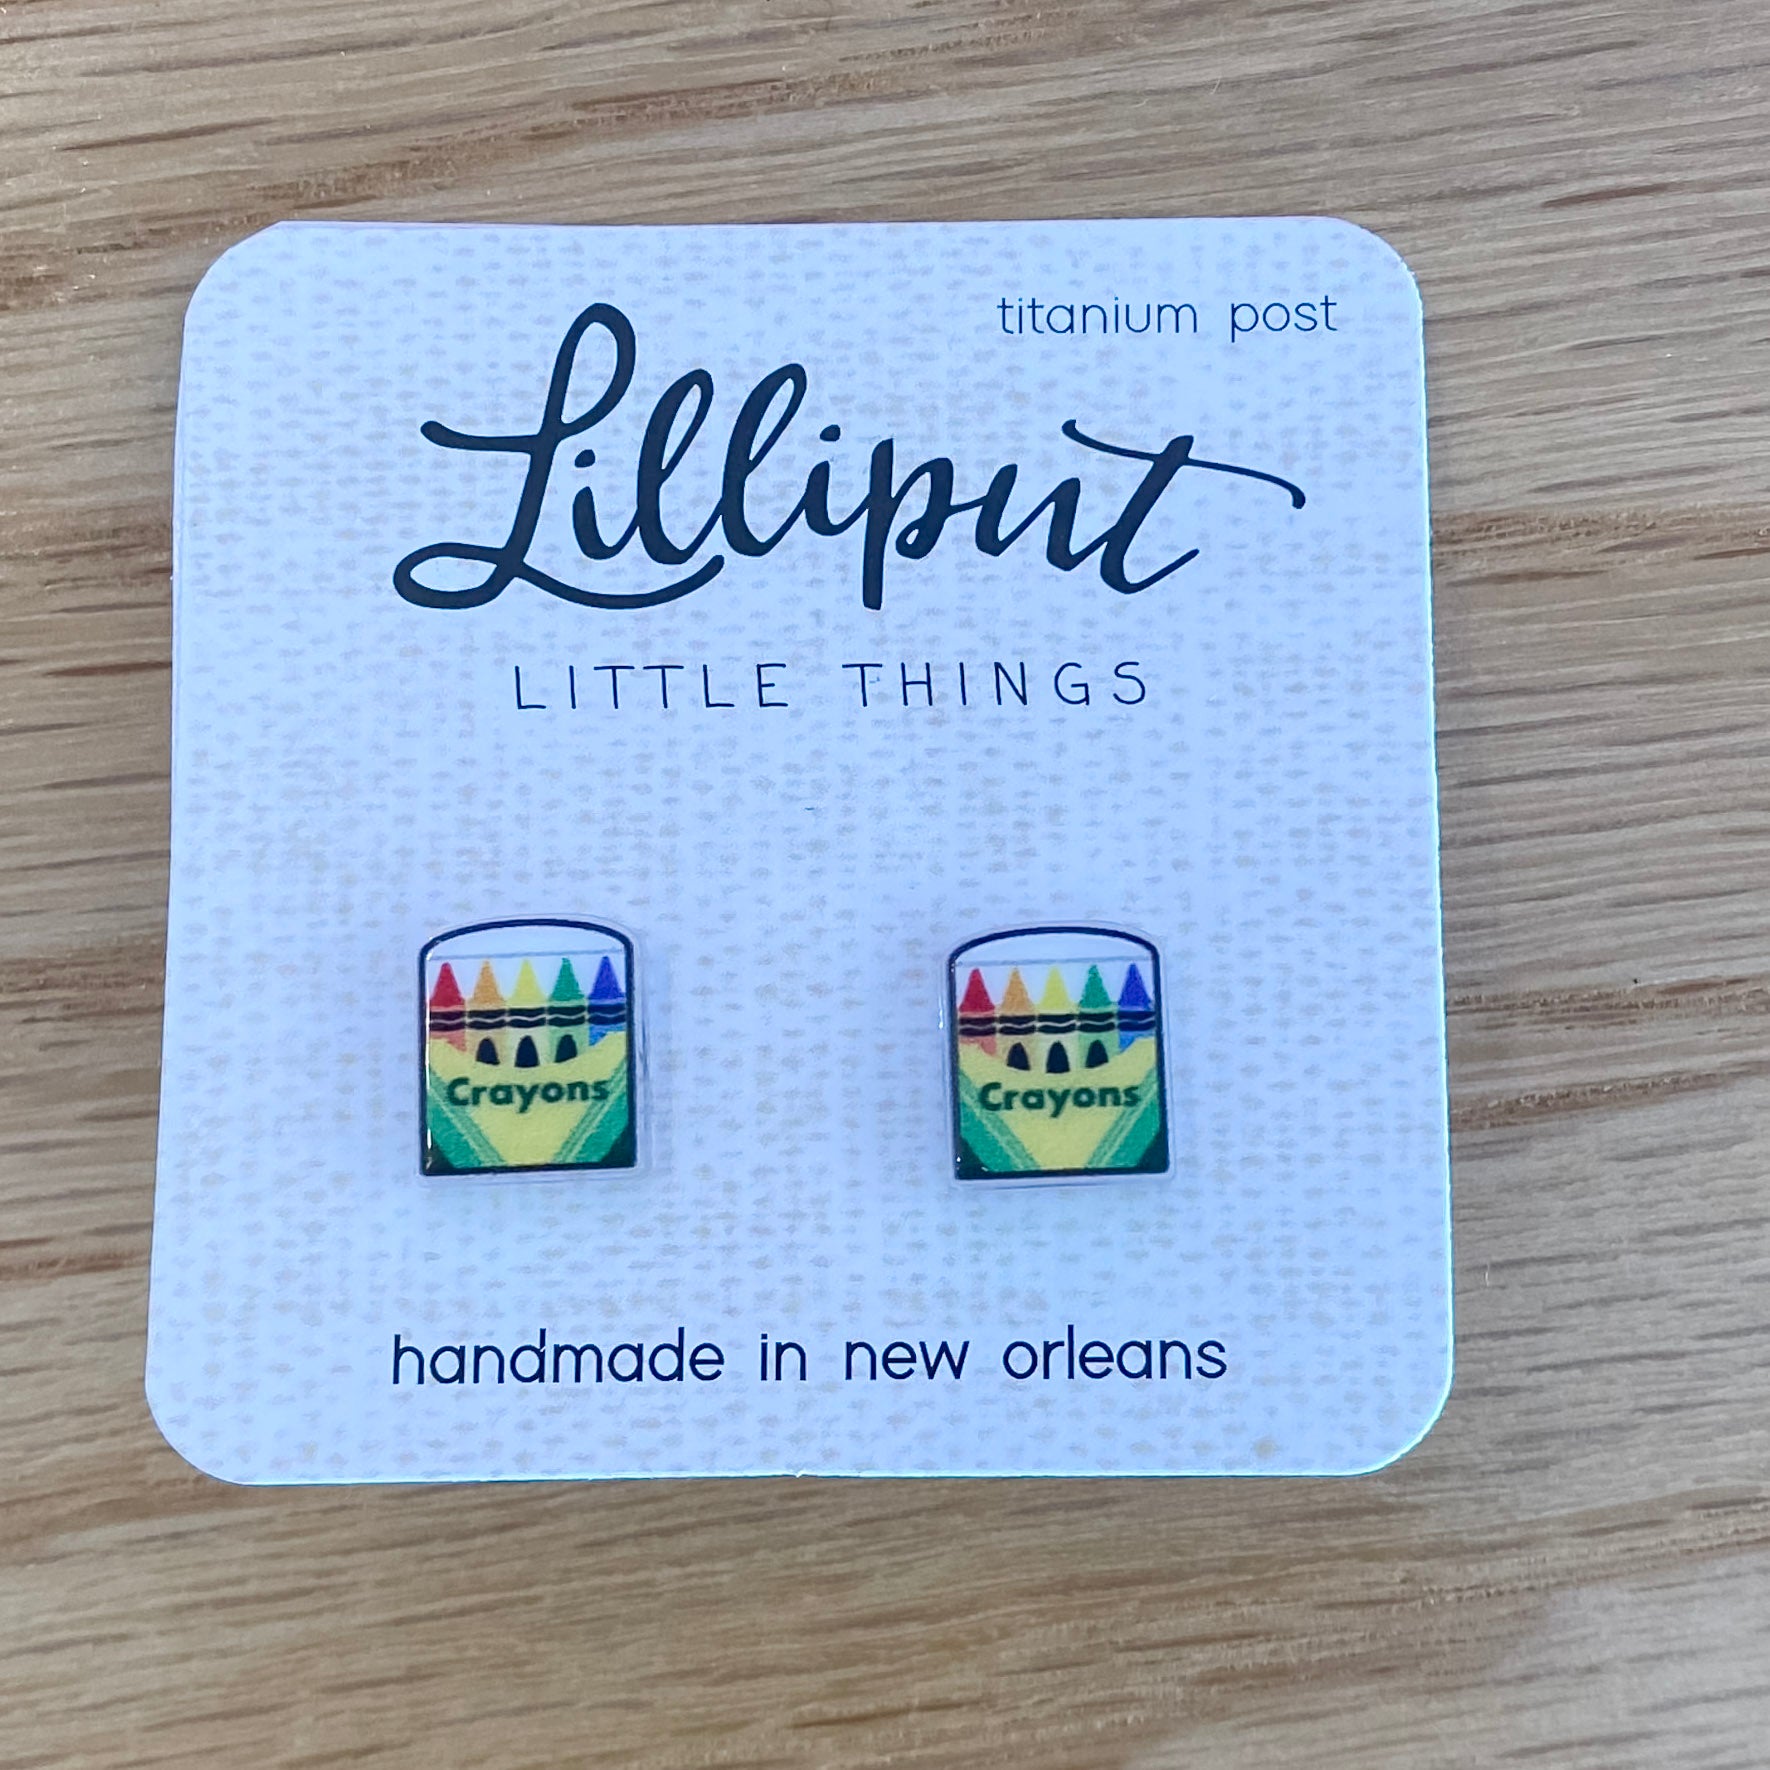 titanium post
Lilliput
LITTLE THINGS
Crayons
Crayons
handmade in new orleans